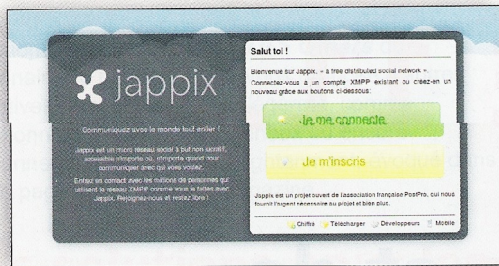 jappix
Communiquez avec le monde tout entier !
Jappix est un micro réseau social à but non lucratif,
accessible n'importe où, n'importe quand pour
communiquer avec qui vous voulez.
Entrez en contact avec les millions de personnes qui
utilisent le réseau XMPP comme vous le faites avec
Jappix. Rejoignez-nous et restez libre !
Salut toi !
Bienvenue sur Jappix, « a free distributed social network ».
Connectez-vous à un compte XMPP existant ou créez-en un
nouveau grâce aux boutons ci-dessous:
Je me connecte
Je m'inscris
Jappix est un projet ouvert de l'association française PostPro, qui nous
fournit l'argent nécessaire au projet et bien plus.
Chiffré Télécharger Developpeurs Mobile